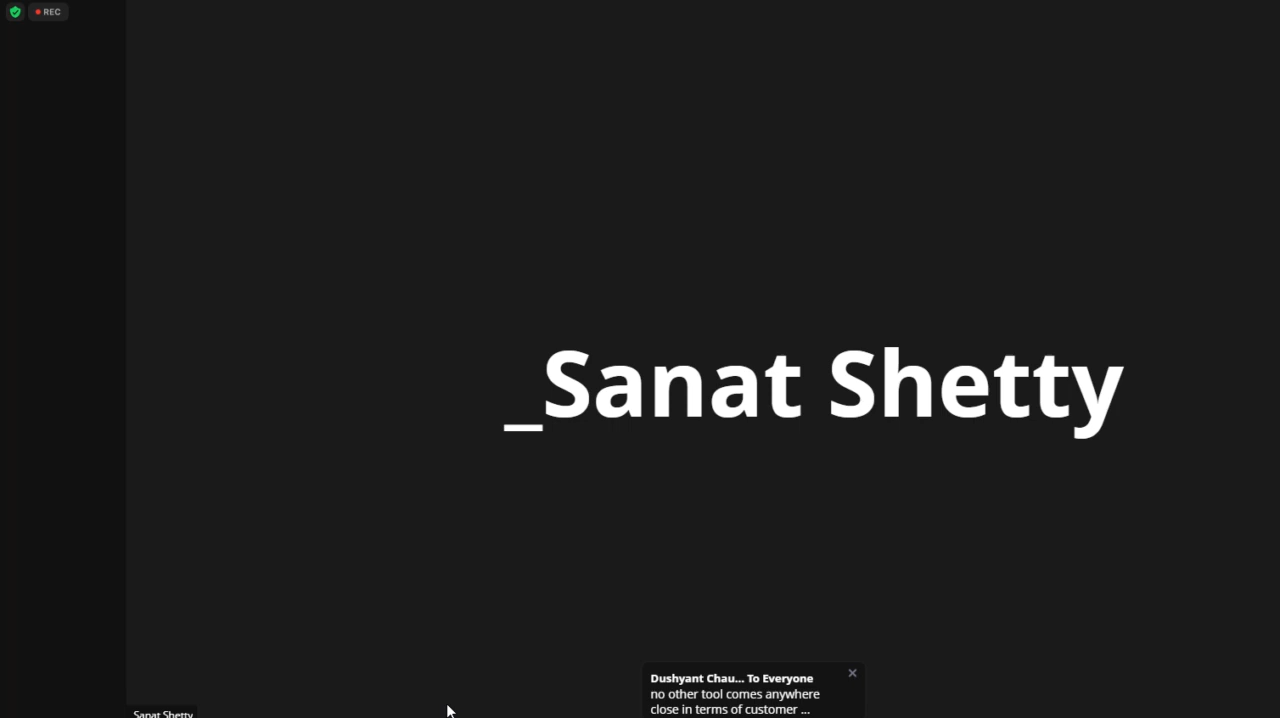 REC
_Sanat Shetty
Dushyant Chau... To Everyone
no other tool comes anywhere
close in terms of customer ...
Sanat Shetty